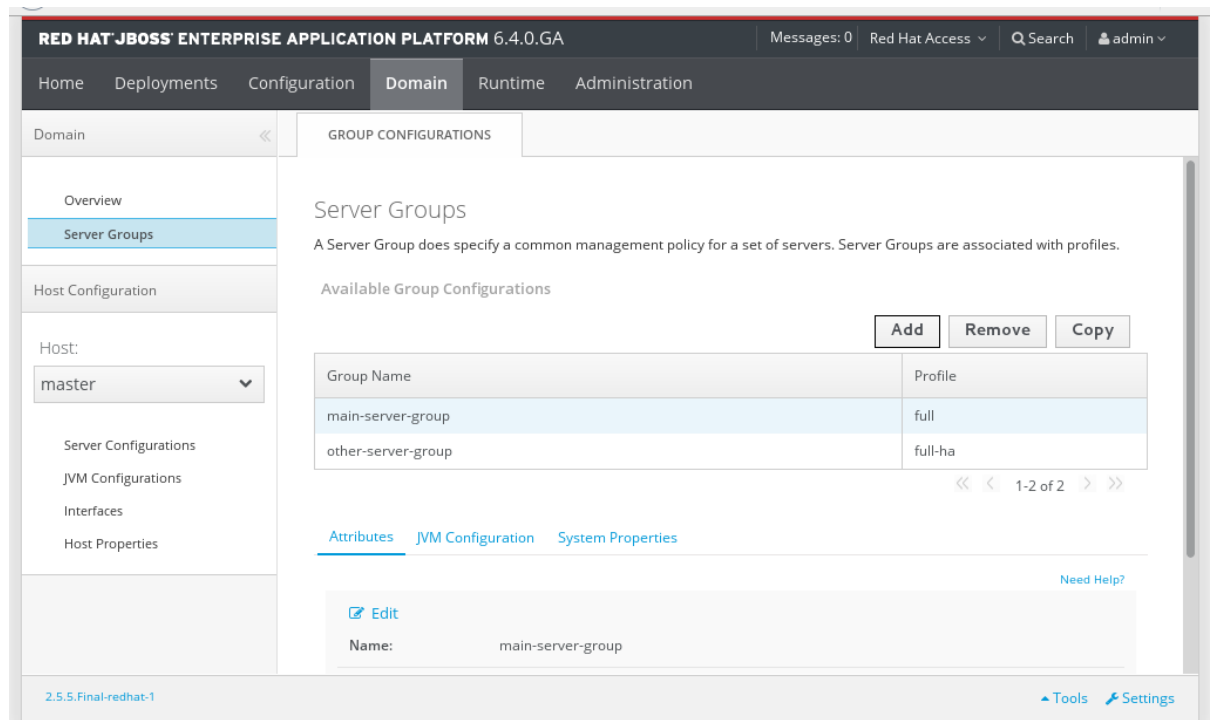 RED HAT JBOSS ENTERPRISE APPLICATION PLATFORM 6.4.0.GA Messages: 0 Red Hat Access Search admin
Home Deployments Configuration Domain Runtime Administration
Domain
GROUP CONFIGURATIONS
Overview
Server Groups
Host Configuration
Host:
master
Server Configurations
JVM Configurations
Interfaces
Host Properties
Server Groups
A Server Group does specify a common management policy for a set of servers. Server Groups are associated with profiles.
Available Group Configurations
Add Remove Copy
Group Name Profile
main-server-group full
other-server-group full-ha
1-2 of 2
Attributes JVM Configuration System Properties
Need Help?
Edit
Name: main-server-group
2.5.5.Final-redhat-1 Tools Settings